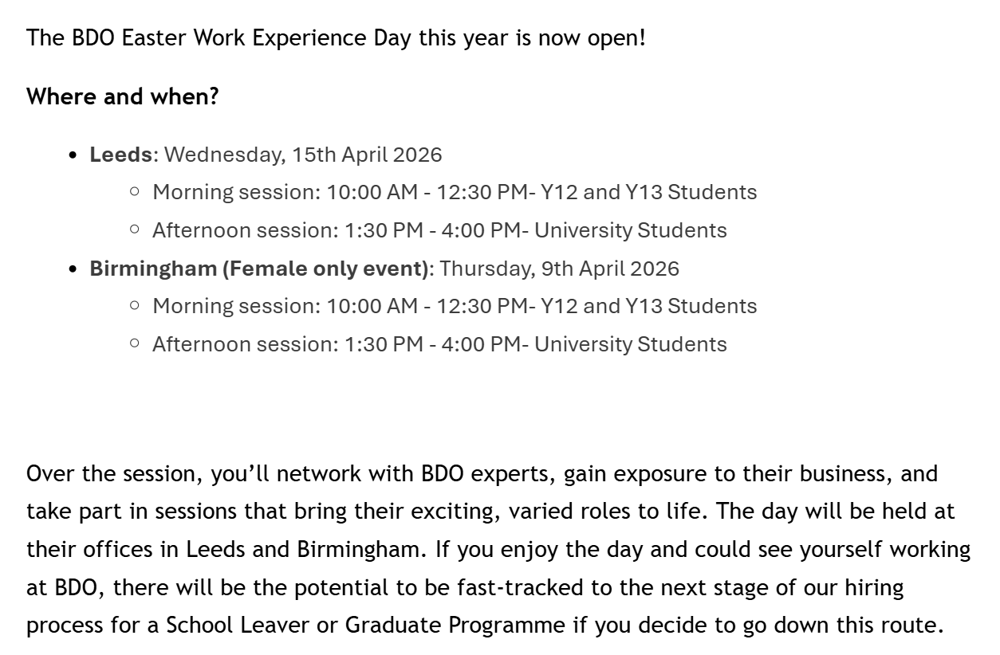 The BDO Easter Work Experience Day this year is now open!
Where and when?
• Leeds: Wednesday, 15th April 2026
○ Morning session: 10:00 AM - 12:30 PM- Y12 and Y13 Students
○ Afternoon session: 1:30 PM - 4:00 PM- University Students
• Birmingham (Female only event): Thursday, 9th April 2026
○ Morning session: 10:00 AM - 12:30 PM- Y12 and Y13 Students
○ Afternoon session: 1:30 PM - 4:00 PM- University Students
Over the session, you’ll network with BDO experts, gain exposure to their business, and
take part in sessions that bring their exciting, varied roles to life. The day will be held at
their offices in Leeds and Birmingham. If you enjoy the day and could see yourself working
at BDO, there will be the potential to be fast-tracked to the next stage of our hiring
process for a School Leaver or Graduate Programme if you decide to go down this route.